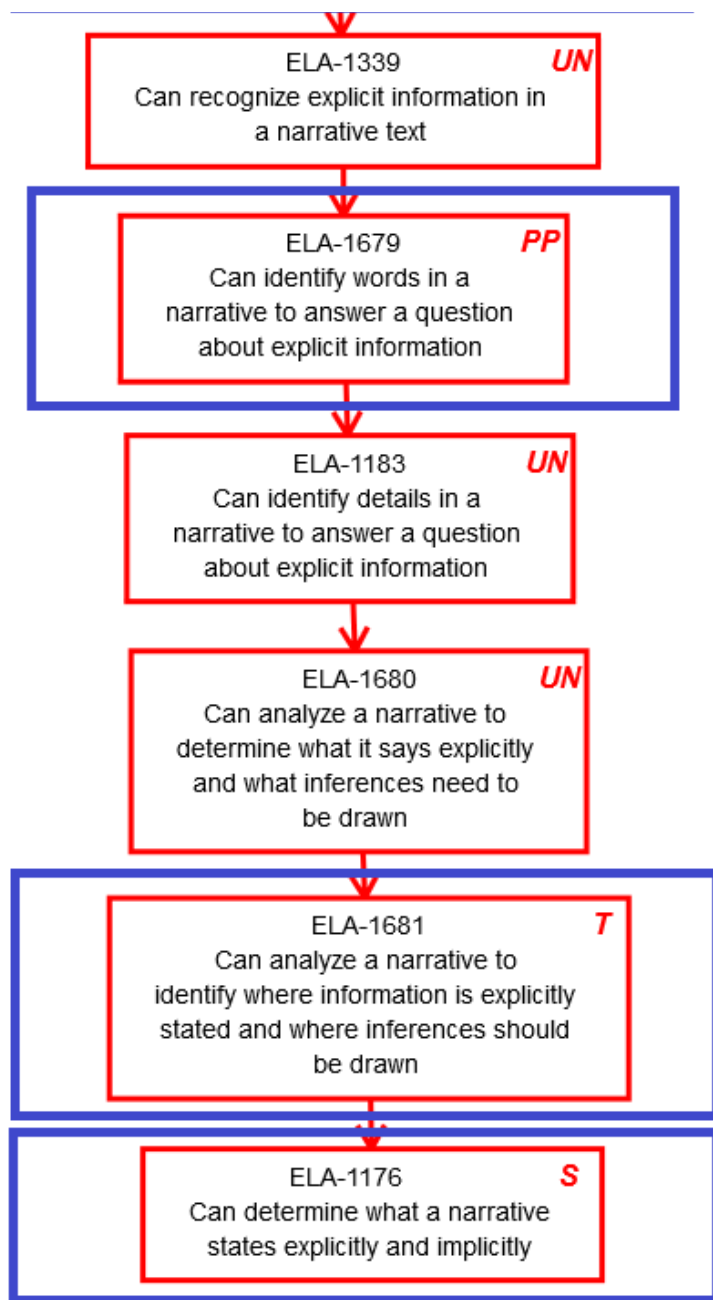 ELA-1339 UN
Can recognize explicit information in
a narrative text
ELA-1679 PP
Can identify words in a
narrative to answer a question
about explicit information
ELA-1183 UN
Can identify details in a
narrative to answer a question
about explicit information
ELA-1680 UN
Can analyze a narrative to
determine what it says explicitly
and what inferences need to
be drawn
ELA-1681 T
Can analyze a narrative to
identify where information is explicitly
stated and where inferences should
be drawn
ELA-1176 S
Can determine what a narrative
states explicitly and implicitly